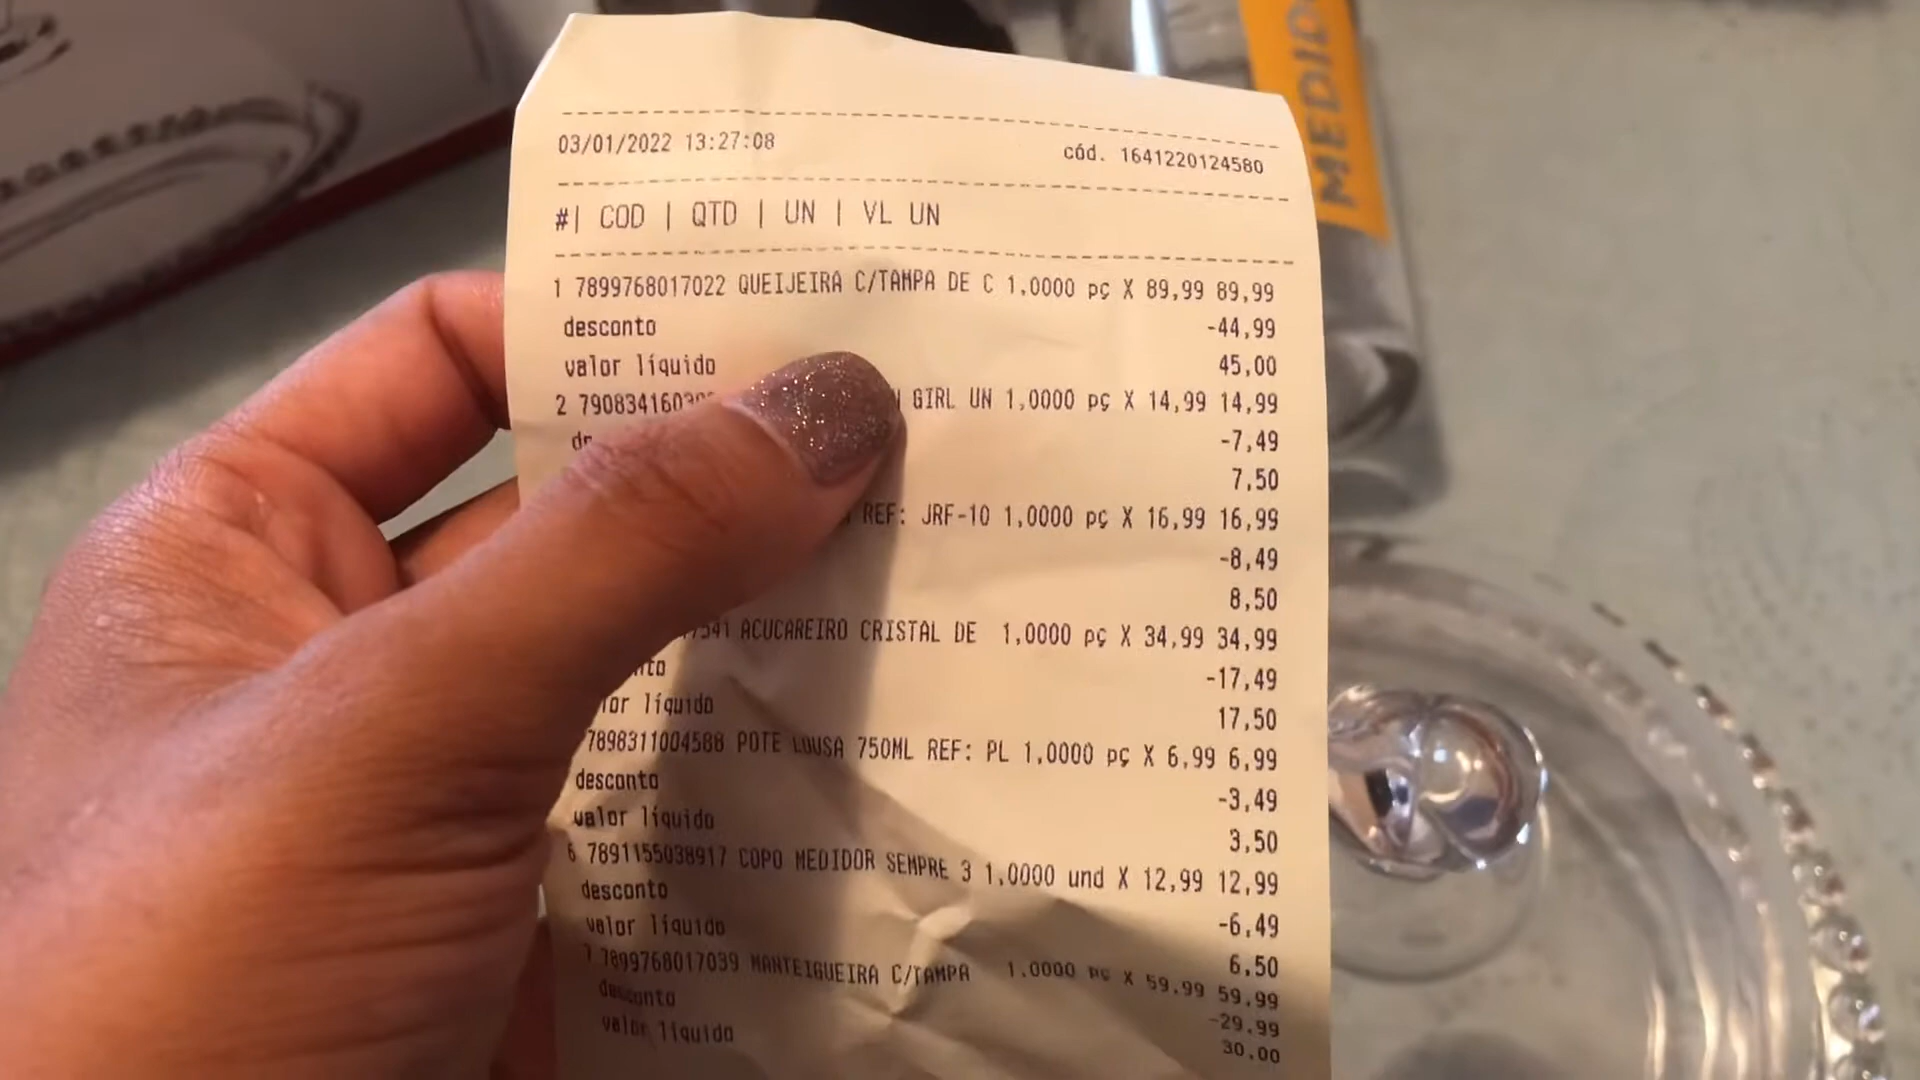 MEDID
03/01/2022 13:27:08 cód. 1641220124580
#| COD | QTD | UN | VL UN
1 7899768017022 QUEIJEIRA C/TAMPA DE C 1,0000 pç X 89,99 89,99
desconto -44,99
valor líquido 45,00
2 GIRL UN 1,0000 pç X 14,99 14,99
-7,49
7,50
REF: JRF-10 1,0000 pç X 16,99 16,99
-8,49
8,50
ACUCAREIRO CRISTAL DE 1,0000 pç X 34,99 34,99
-17,49
líquido 17,50
7898311004588 POTE LOUSA 750ML REF: PL 1,0000 pç X 6,99 6,99
desconto -3,49
valor líquido 3,50
6 7891155038917 COPO MEDIDOR SEMPRE 3 1,0000 und X 12,99 12,99
desconto -6,49
valor líquido 6,50
7 7899768017039 MANTEIGUEIRA C/TAMPA 1,0000 pç X 59,99 59,99
desconto -29,99
valor líquido 30,00